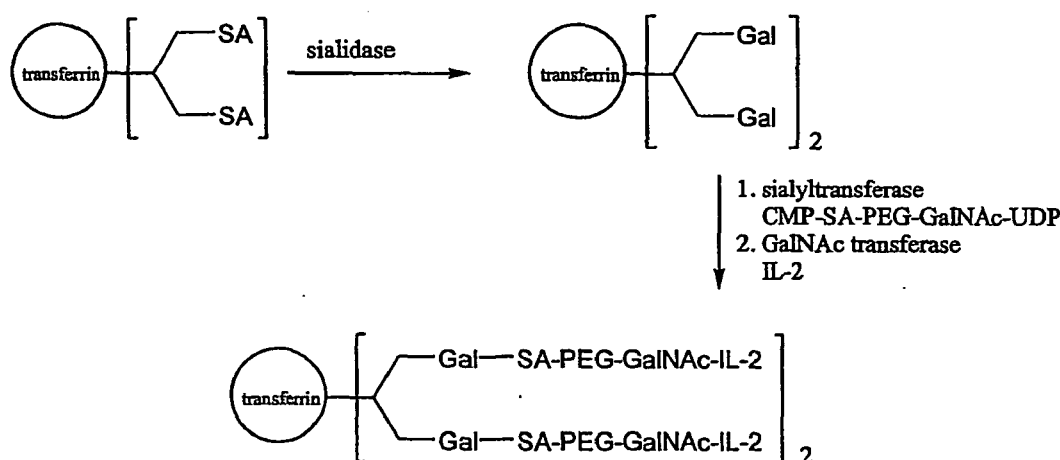 SA
sialidase
transferrin
SA
Gal
transferrin
Gal
2
1. sialyltransferase
CMP-SA-PEG-GalNAc-UDP
2. GalNAc transferase
IL-2
Gal—SA-PEG-GalNAc-IL-2
transferrin
Gal—SA-PEG-GalNAc-IL-2
2